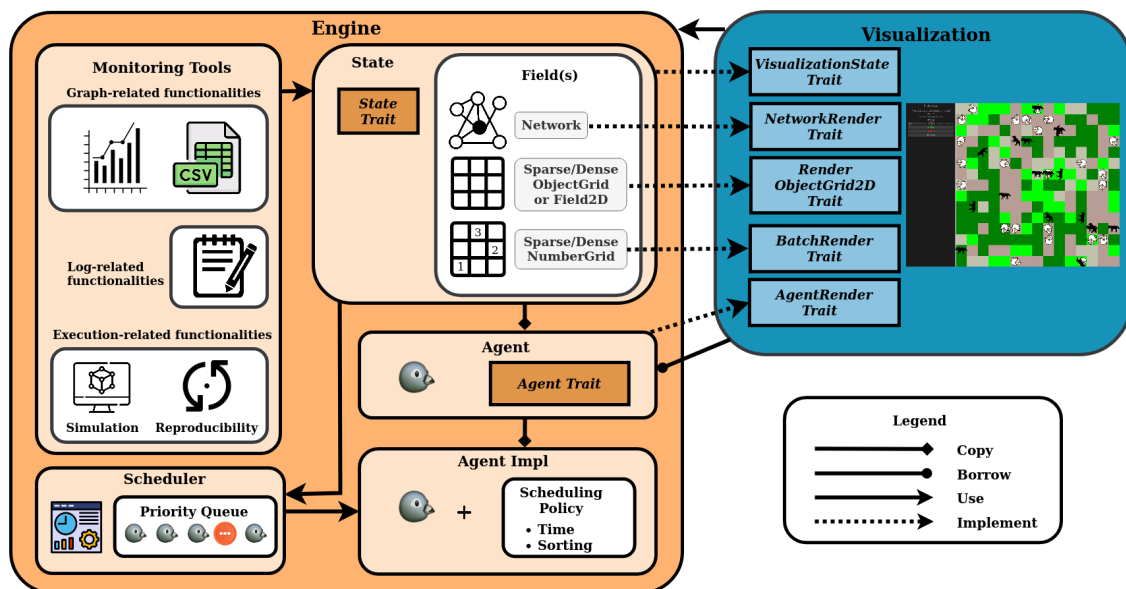 Engine
Monitoring Tools
Graph-related functionalities
CSV
Log-related
functionalities
Execution-related functionalities
Simulation
Reproducibility
State
State
Trait
Field(s)
Network
Sparse/Dense
ObjectGrid
or Field2D
3
2
1
Sparse/Dense
NumberGrid
Agent
Agent Trait
Scheduler
Priority Queue
Agent Impl
+
Scheduling
Policy
• Time
• Sorting
Visualization
VisualizationState
Trait
NetworkRender
Trait
Render
ObjectGrid2D
Trait
BatchRender
Trait
AgentRender
Trait
Legend
Copy
Borrow
Use
Implement